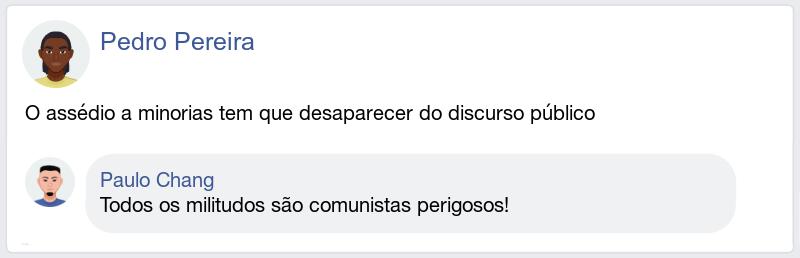 Pedro Pereira
O assédio a minorias tem que desaparecer do discurso público
Paulo Chang
Todos os militudos são comunistas perigosos!